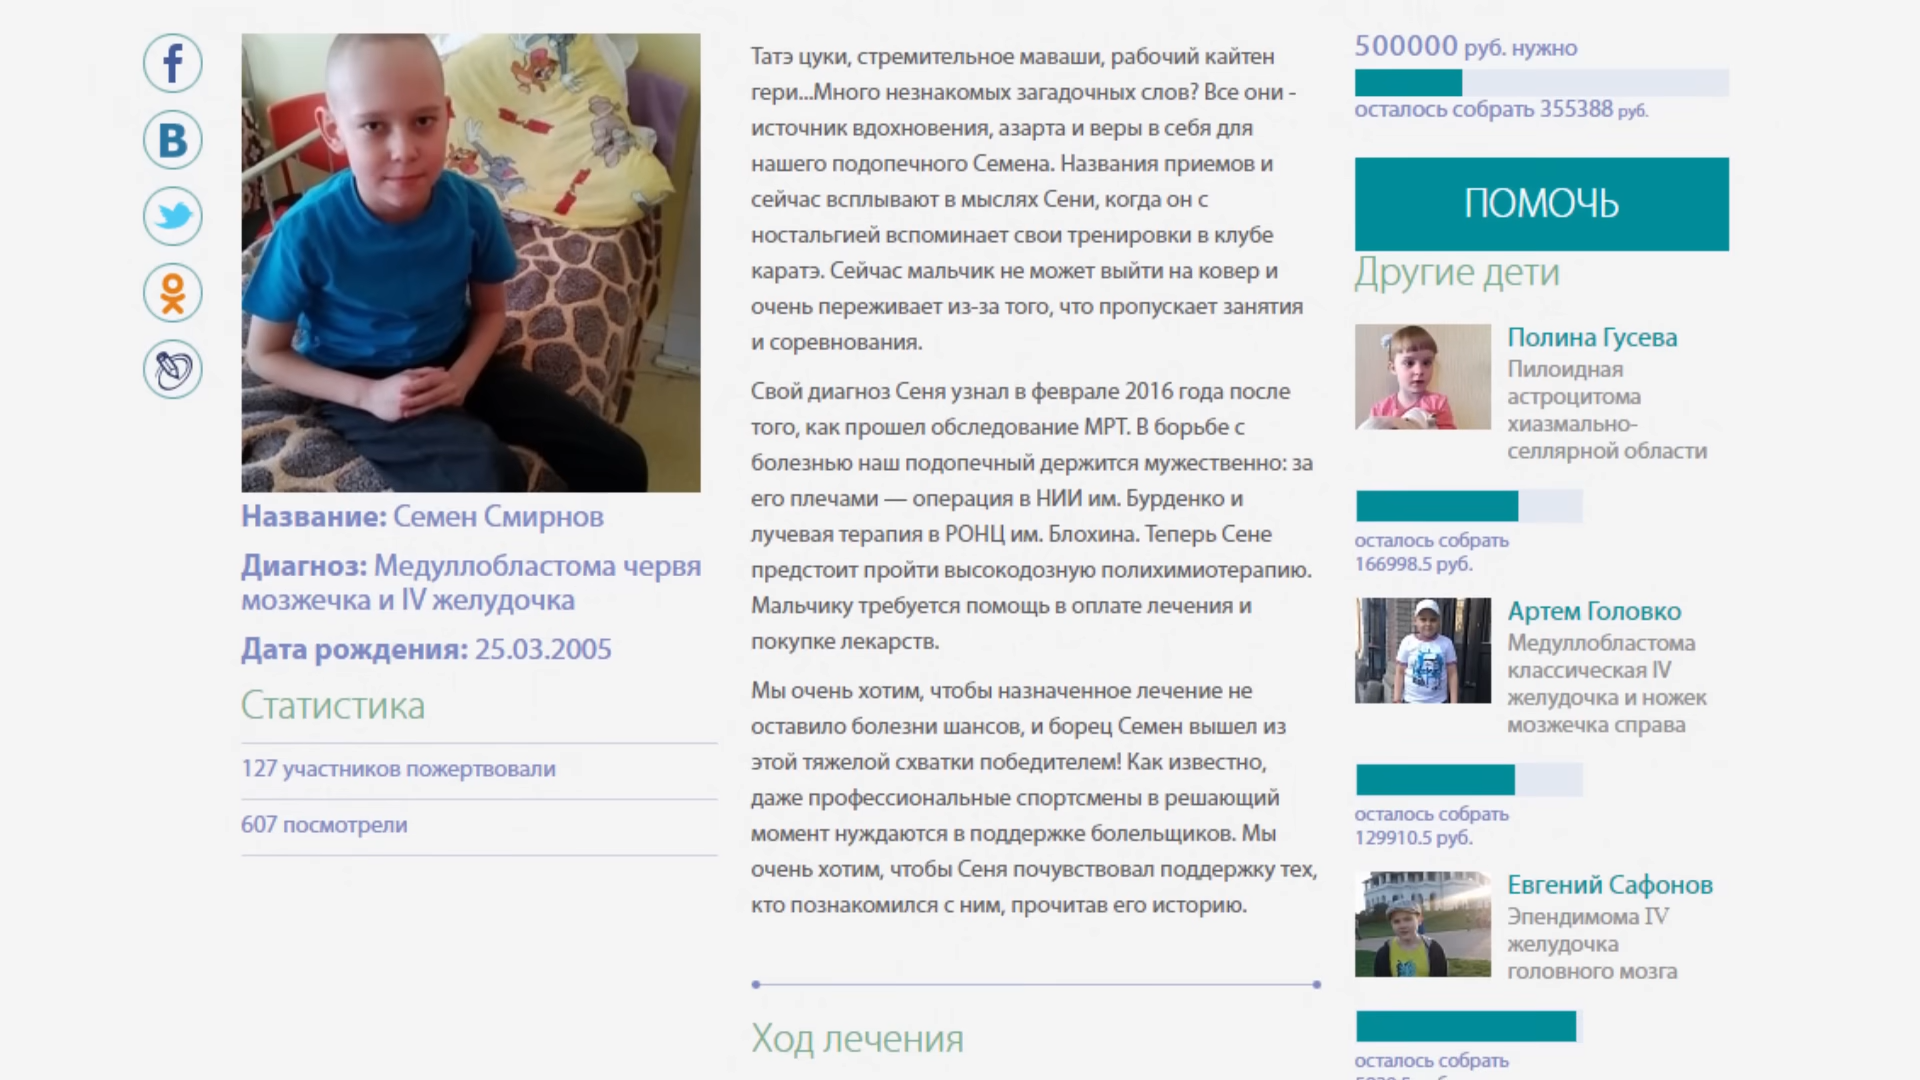 Название: Семен Смирнов
Диагноз: Медуллобластома червя
мозжечка и IV желудочка
Дата рождения: 25.03.2005
Статистика
127 участников пожертвовали
607 посмотрели
Татэ цуки, стремительное маваши, рабочий кайтен
гери...Много незнакомых загадочных слов? Все они -
источник вдохновения, азарта и веры в себя для
нашего подопечного Семена. Названия приемов и
сейчас всплывают в мыслях Сени, когда он с
ностальгией вспоминает свои тренировки в клубе
каратэ. Сейчас мальчик не может выйти на ковер и
очень переживает из-за того, что пропускает занятия
и соревнования.
Свой диагноз Сеня узнал в феврале 2016 года после
того, как прошел обследование МРТ. В борьбе с
болезнью наш подопечный держится мужественно: за
его плечами — операция в НИИ им. Бурденко и
лучевая терапия в РОНЦ им. Блохина. Теперь Сене
предстоит пройти высокодозную полихимиотерапию.
Мальчику требуется помощь в оплате лечения и
покупке лекарств.
Мы очень хотим, чтобы назначенное лечение не
оставило болезни шансов, и борец Семен вышел из
этой тяжелой схватки победителем! Как известно,
даже профессиональные спортсмены в решающий
момент нуждаются в поддержке болельщиков. Мы
очень хотим, чтобы Сеня почувствовал поддержку тех,
кто познакомился с ним, прочитав его историю.
Ход лечения
500000 руб. нужно
осталось собрать 355388 руб.
ПОМОЧЬ
Другие дети
Полина Гусева
Пилоидная
астроцитома
хиазмально-
селлярной области
осталось собрать
166998.5 руб.
Артем Головко
Медуллобластома
классическая IV
желудочка и ножек
мозжечка справа
осталось собрать
129910.5 руб.
Евгений Сафонов
Эпендимома IV
желудочка
головного мозга
осталось собрать